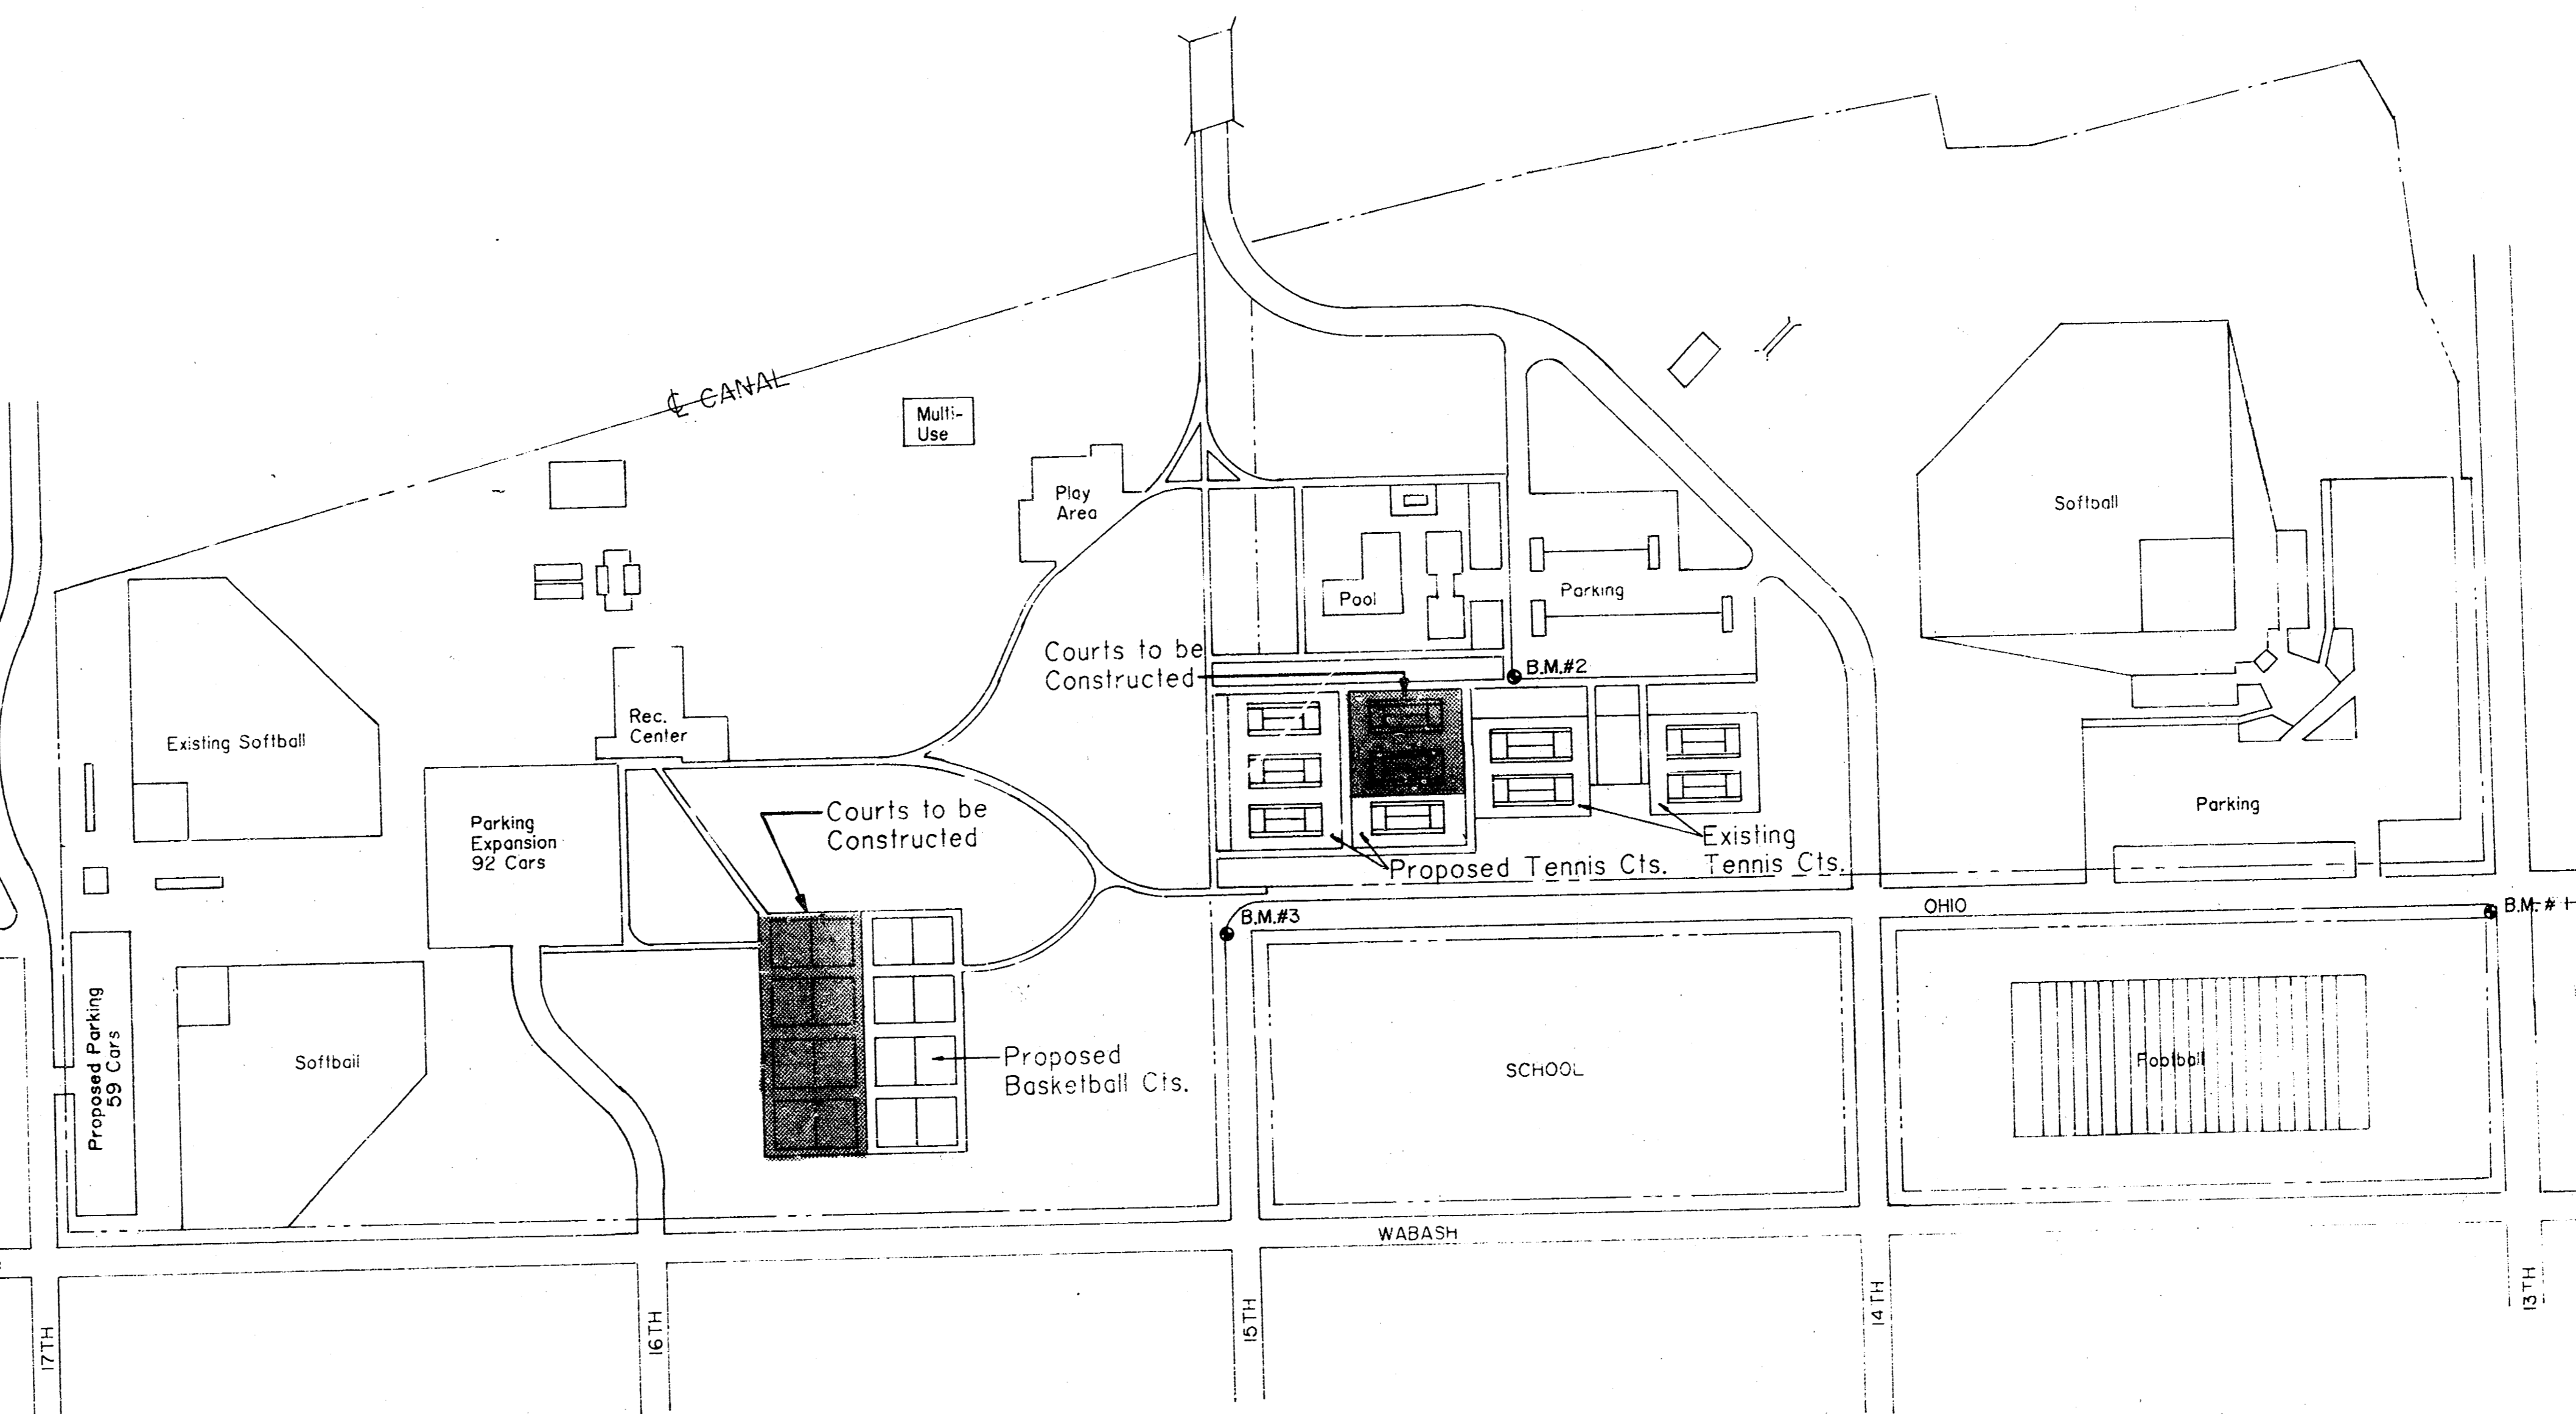 ℄ CANAL
Multi-
Use
Play
Area
Softball
Pool
Parking
Courts to be
Constructed
B.M.#2
Rec.
Center
Existing Softball
Courts to be
Constructed
Parking
Expansion
92 Cars
Existing
Tennis Cts.
Proposed Tennis Cts.
Parking
OHIO
B.M. # 1
B.M.#3
Proposed Parking
59 Cars
Softball
Proposed
Basketball Cts.
SCHOOL
Football
WABASH
17TH
16TH
15TH
14TH
13TH